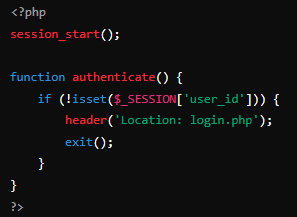 <?php
session_start();

function authenticate() {
    if (!isset($_SESSION['user_id'])) {
        header('Location: login.php');
        exit();
    }
}
?>